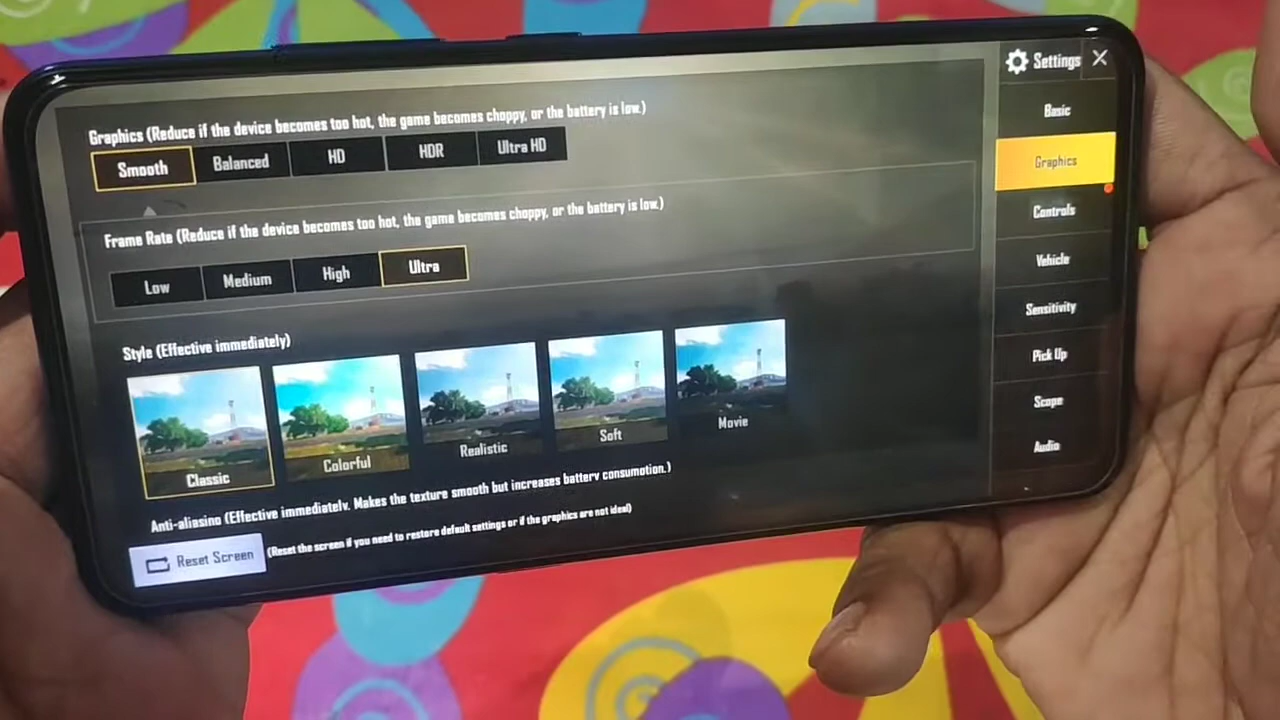 Settings
Graphics (Reduce if the device becomes too hot, the game becomes choppy, or the battery is low.)
Smooth Balanced HD HDR Ultra HD
Frame Rate (Reduce if the device becomes too hot, the game becomes choppy, or the battery is low.)
Low Medium High Ultra
Style (Effective immediately)
Classic Colorful Realistic Soft Movie
Anti-aliasing (Effective immediately. Makes the texture smooth but increases battery consumotion.)
Reset Screen (Reset the screen if you need to restore default settings or if the graphics are not ideal)
Basic
Graphics
Controls
Vehicle
Sensitivity
Pick Up
Scope
Audio